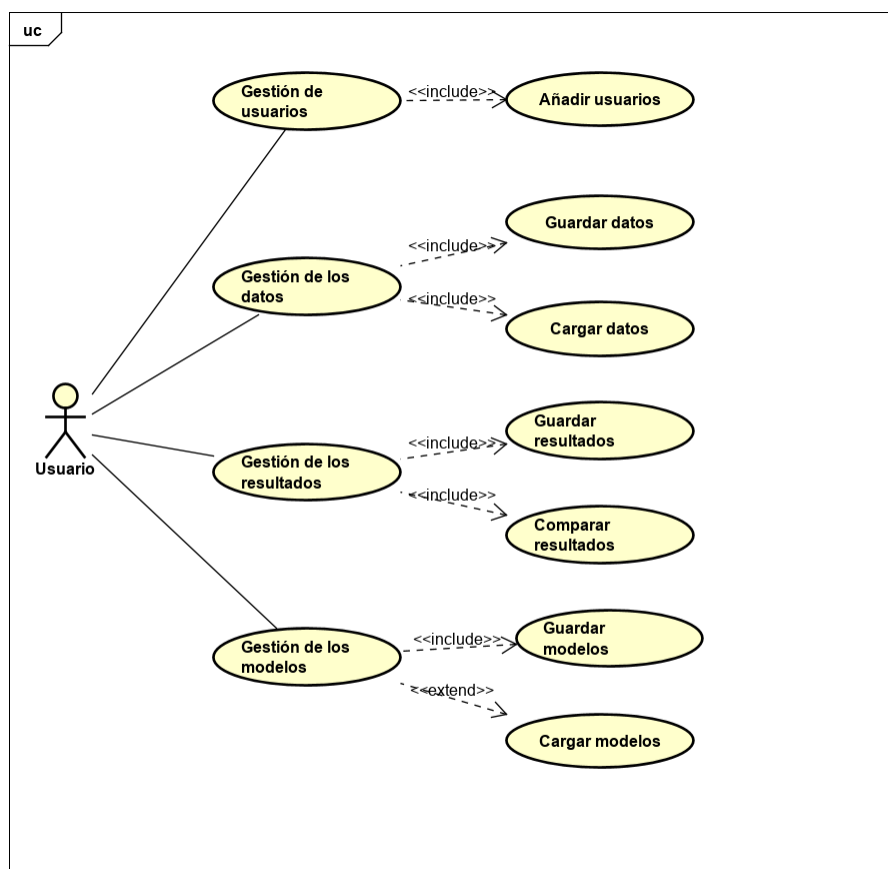 uc
Gestión de
usuarios
<<include>>
Añadir usuarios
Guardar datos
<<include>>
Gestión de los
datos
<<include>>
Cargar datos
Usuario
Guardar
resultados
<<include>>
Gestión de los
resultados
<<include>>
Comparar
resultados
Guardar
modelos
<<include>>
Gestión de los
modelos
<<extend>>
Cargar modelos